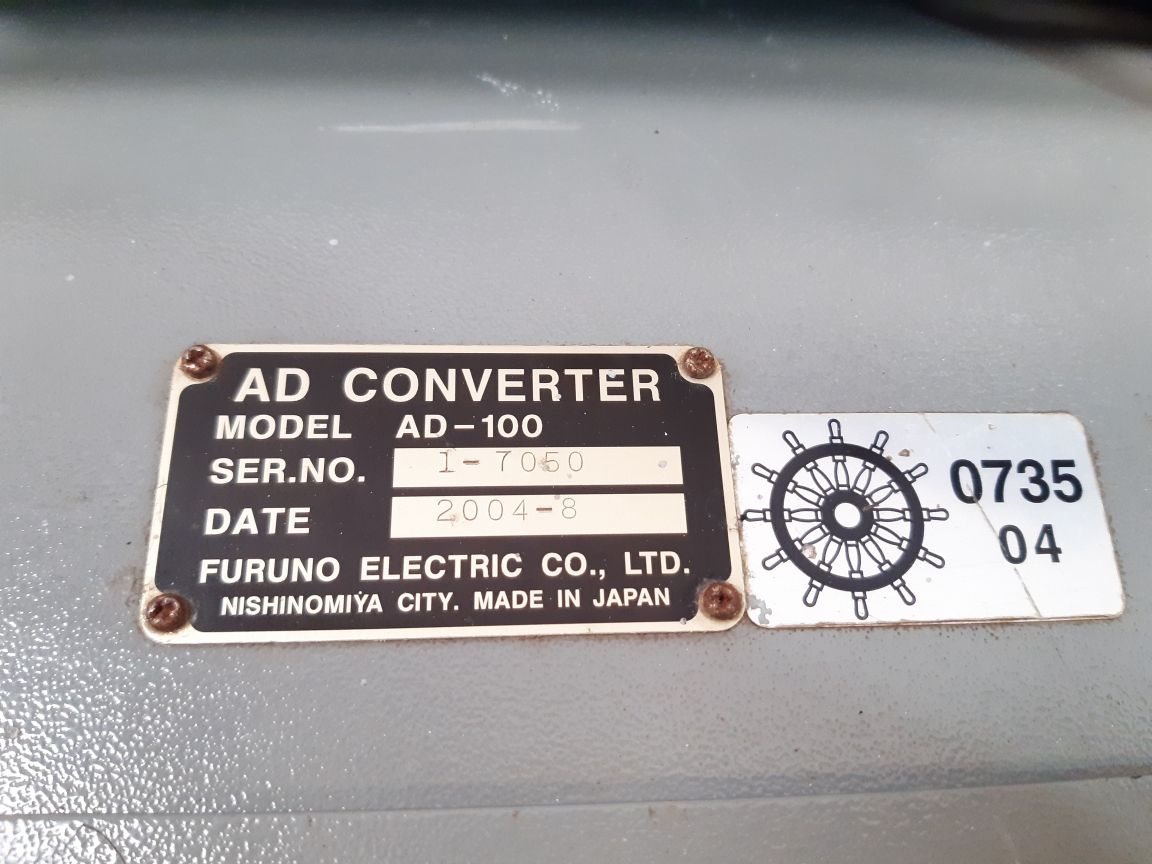 AD CONVERTER
MODEL AD-100
SER.NO. 1-7050
DATE 2004-8
FURUNO ELECTRIC CO., LTD.
NISHINOMIYA CITY. MADE IN JAPAN
0735
04